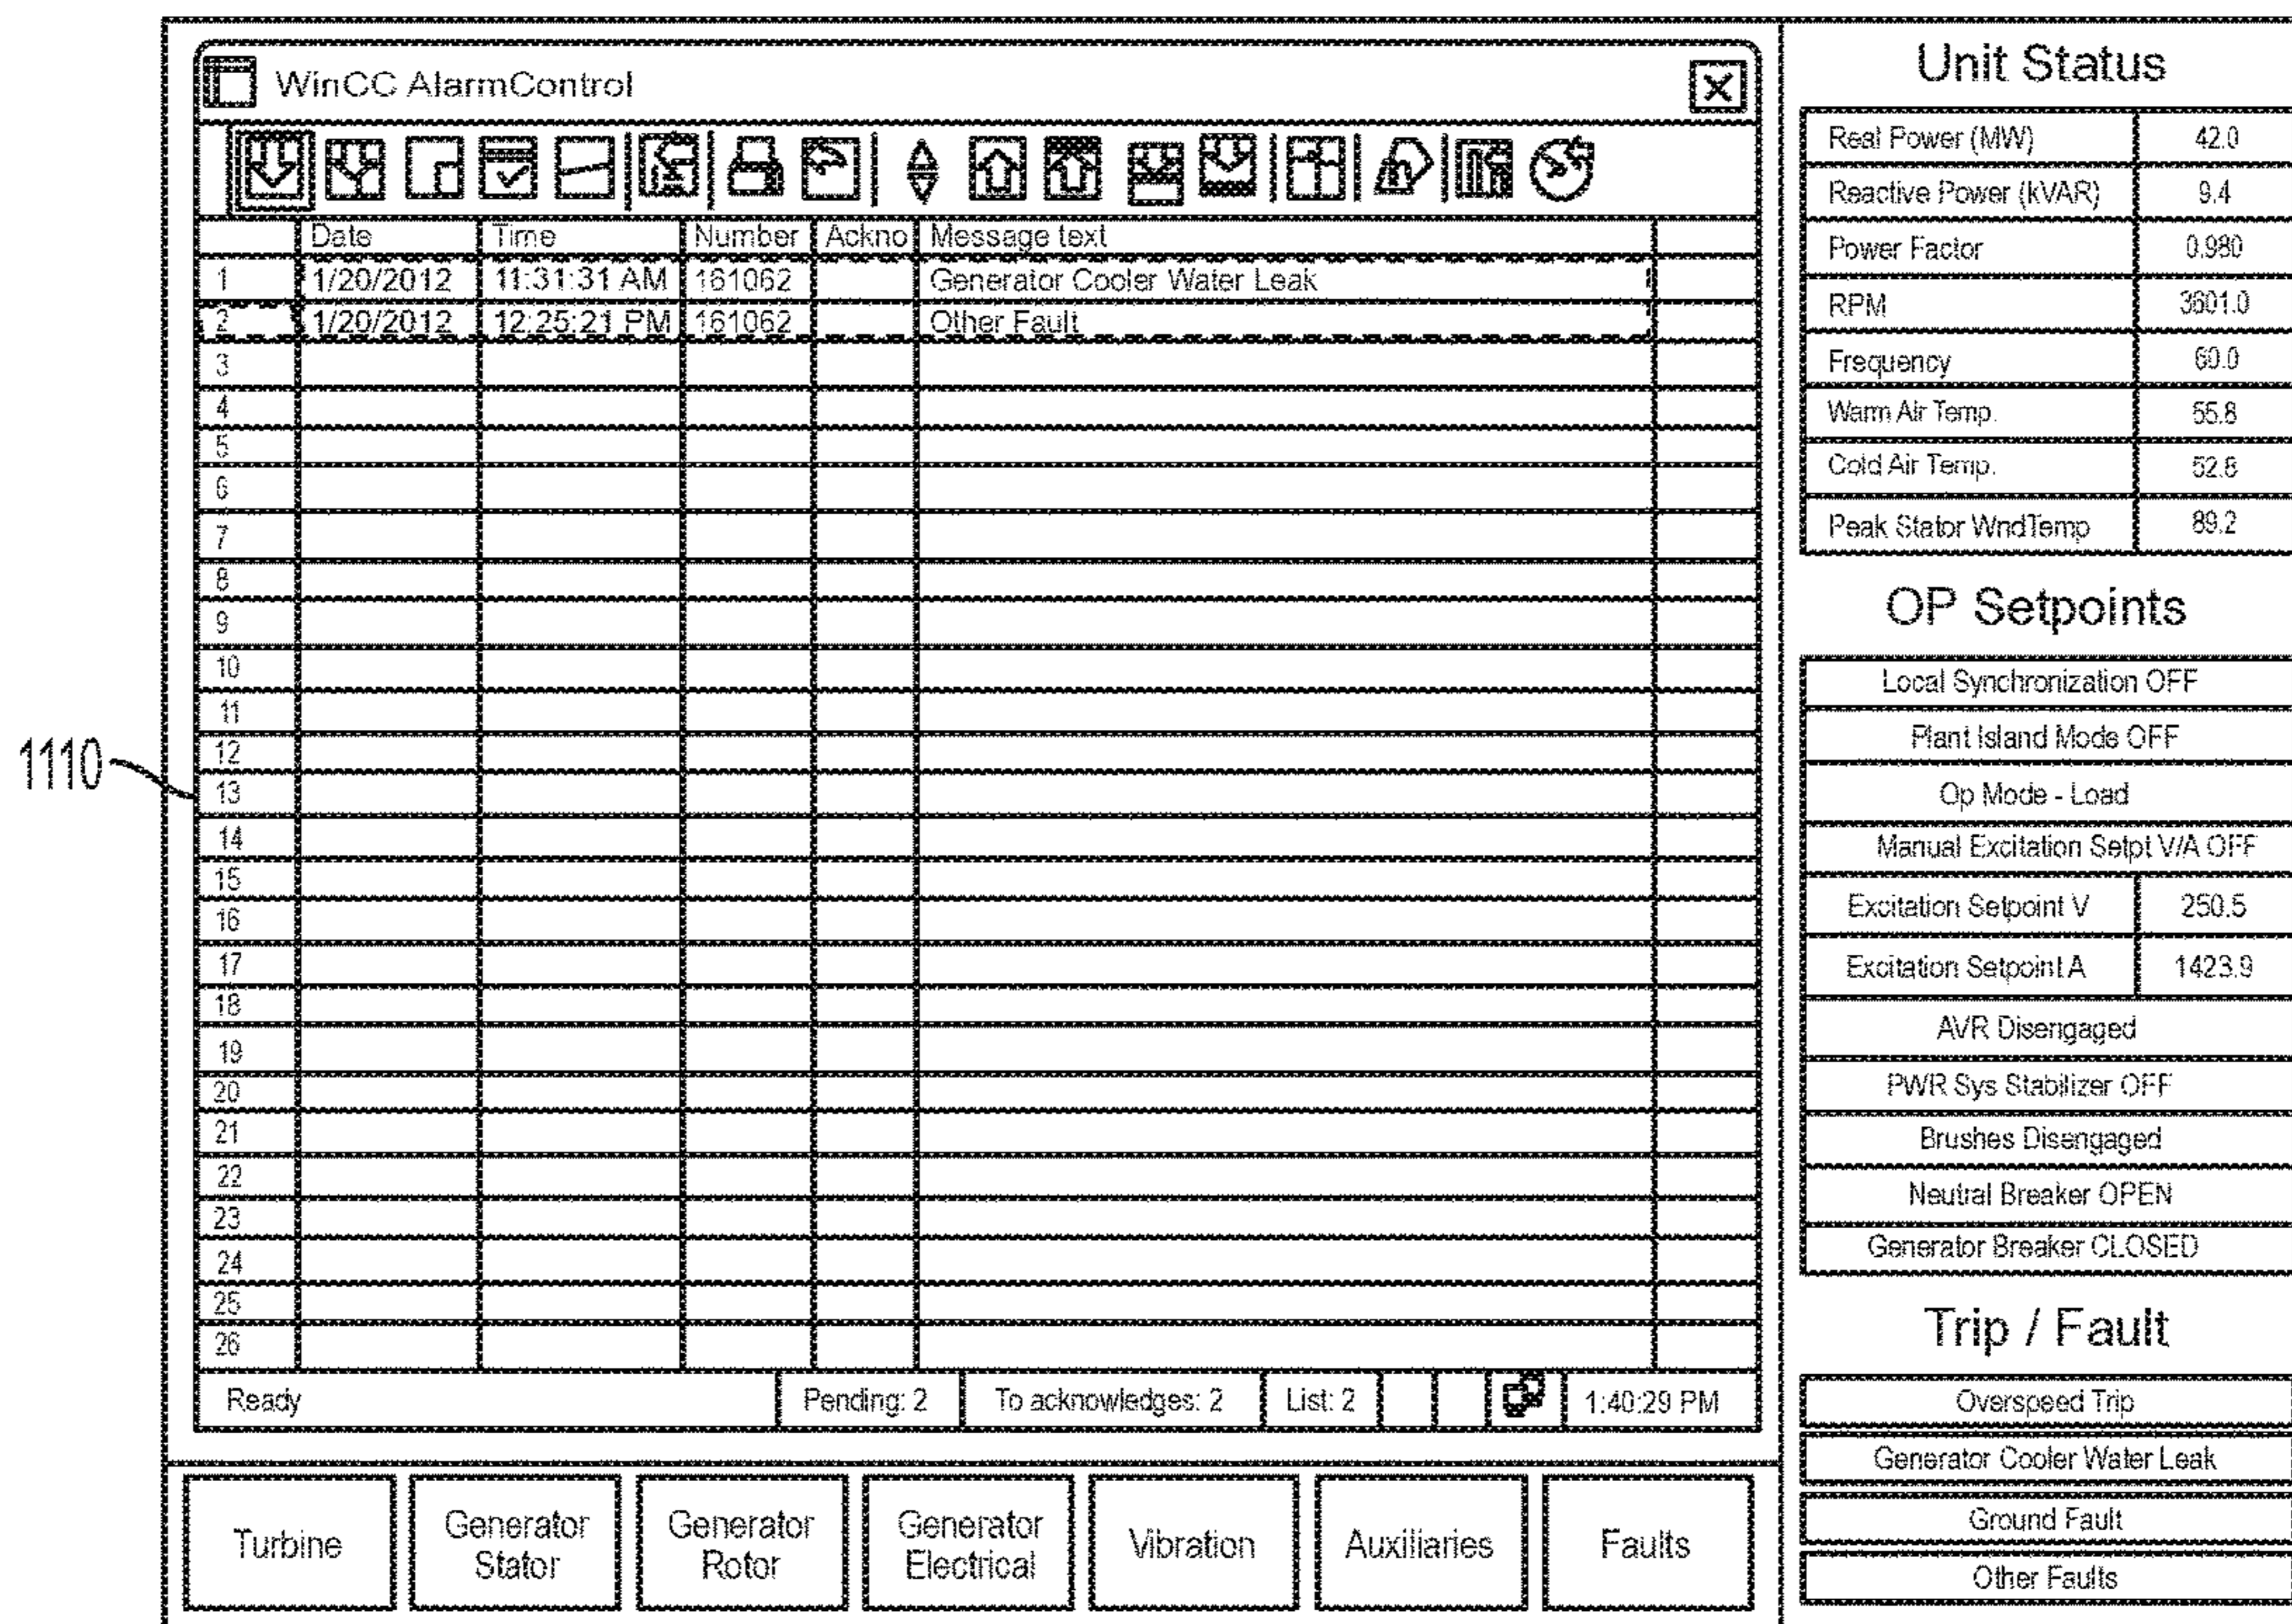 WinCC AlarmControl
Date Time Number Ackno Message text
1 1/20/2012 11:31:31 AM 161062 Generator Cooler Water Leak
2 1/20/2012 12:25:21 PM 161062 Other Fault
3
4
5
6
7
8
9
10
11
12
13
14
15
16
17
18
19
20
21
22
23
24
25
26
Ready Pending: 2 To acknowledges: 2 List: 2 1:40:29 PM
1110
Turbine
Generator
Stator
Generator
Rotor
Generator
Electrical
Vibration
Auxiliaries
Faults
Unit Status
Real Power (MW) 42.0
Reactive Power (kVAR) 9.4
Power Factor 0.980
RPM 3601.0
Frequency 60.0
Warm Air Temp. 55.8
Cold Air Temp. 52.8
Peak Stator WndTemp 89.2
OP Setpoints
Local Synchronization OFF
Plant Island Mode OFF
Op Mode - Load
Manual Excitation Setpt V/A OFF
Excitation Setpoint V 250.5
Excitation Setpoint A 1423.9
AVR Disengaged
PWR Sys Stabilizer OFF
Brushes Disengaged
Neutral Breaker OPEN
Generator Breaker CLOSED
Trip / Fault
Overspeed Trip
Generator Cooler Water Leak
Ground Fault
Other Faults